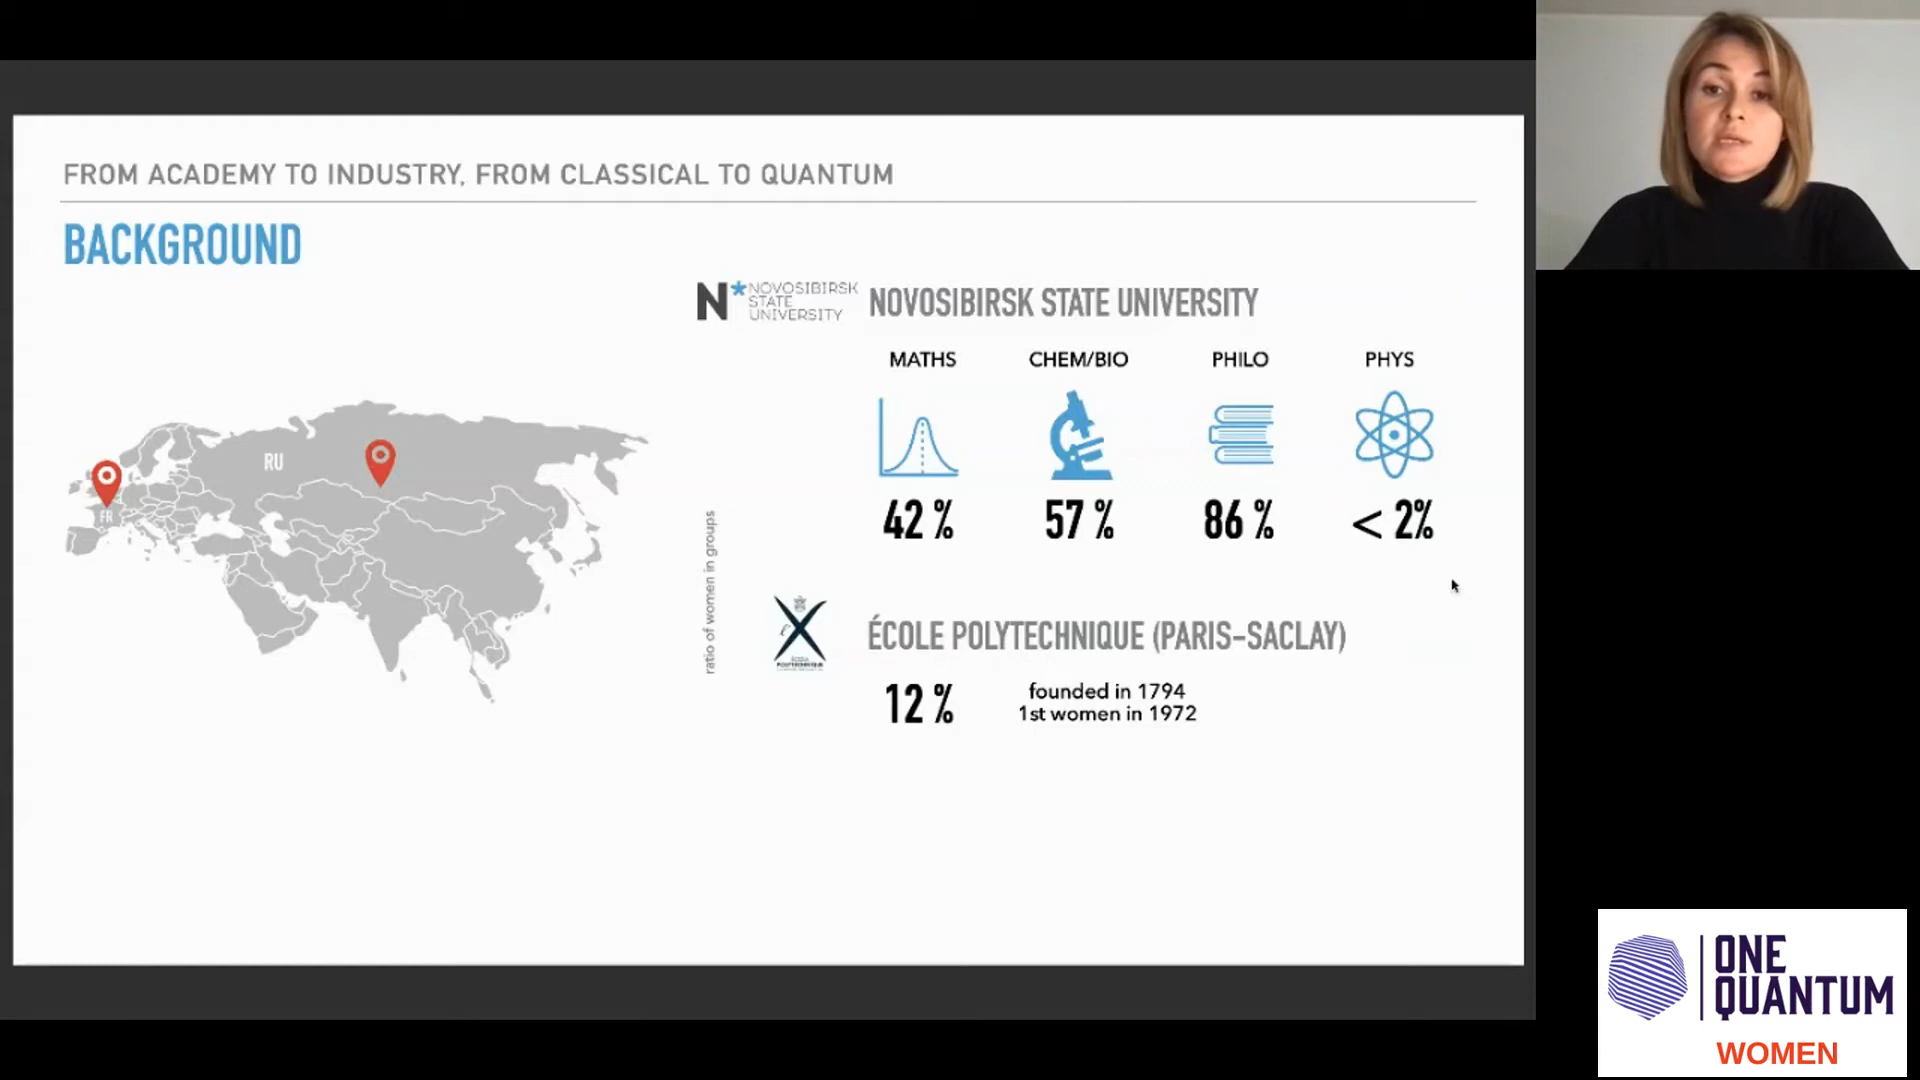 FROM ACADEMY TO INDUSTRY, FROM CLASSICAL TO QUANTUM
BACKGROUND
N* NOVOSIBIRSK
STATE
UNIVERSITY
NOVOSIBIRSK STATE UNIVERSITY
MATHS CHEM/BIO PHILO PHYS
42 % 57 % 86 % < 2%
RU
FR
ratio of women in groups
ÉCOLE
POLYTECHNIQUE
ÉCOLE POLYTECHNIQUE (PARIS-SACLAY)
12 %
founded in 1794
1st women in 1972
ONE
QUANTUM
WOMEN